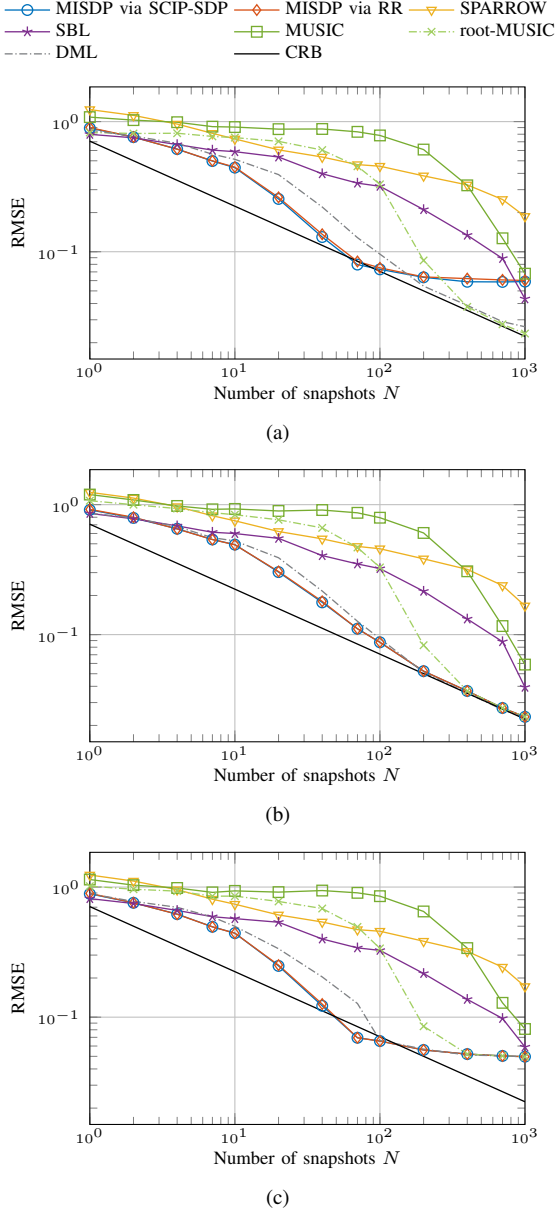 MISDP via SCIP-SDP MISDP via RR SPARROW
SBL MUSIC root-MUSIC
DML CRB
10^0
10^−1
RMSE
10^0 10^1 10^2 10^3
Number of snapshots N
(a)
10^0
10^−1
RMSE
10^0 10^1 10^2 10^3
Number of snapshots N
(b)
10^0
10^−1
RMSE
10^0 10^1 10^2 10^3
Number of snapshots N
(c)